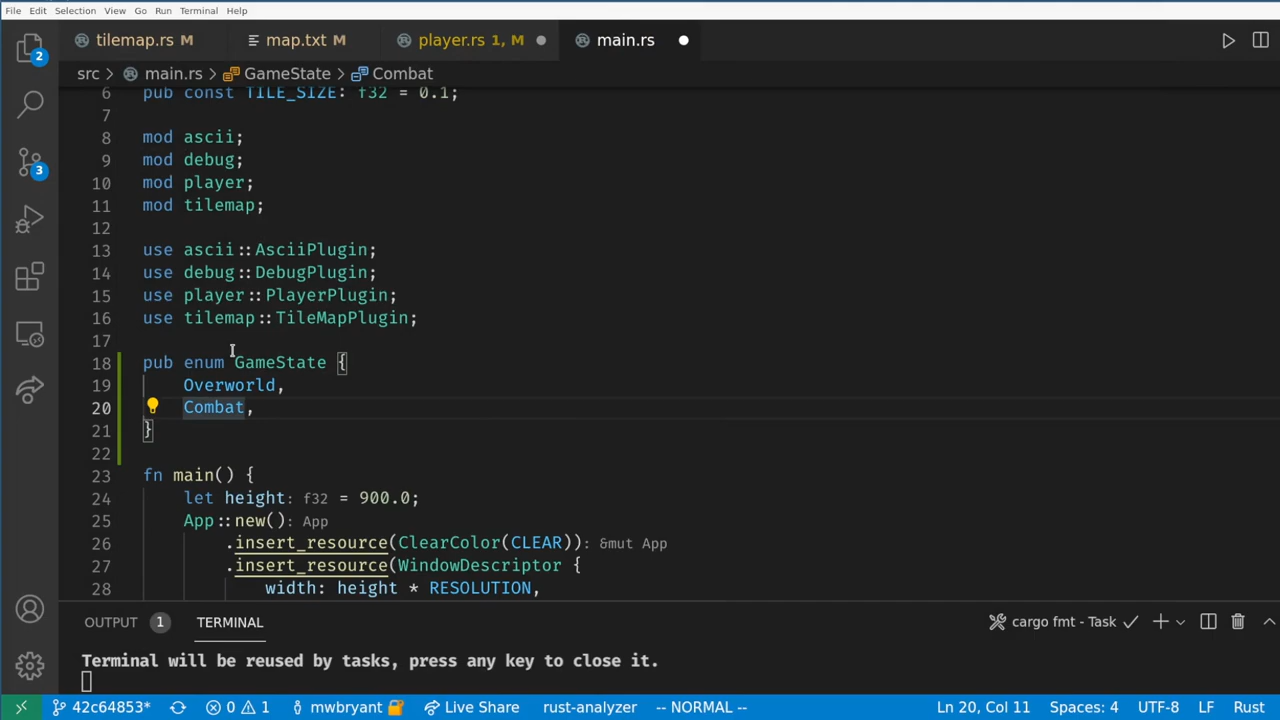 File Edit Selection View Go Run Terminal Help
tilemap.rs M map.txt M player.rs 1, M main.rs
src > main.rs > GameState > Combat
6 pub const TILE_SIZE: f32 = 0.1;
7
8 mod ascii;
9 mod debug;
10 mod player;
11 mod tilemap;
12
13 use ascii::AsciiPlugin;
14 use debug::DebugPlugin;
15 use player::PlayerPlugin;
16 use tilemap::TileMapPlugin;
17
18 pub enum GameState {
19 Overworld,
20 Combat,
21 }
22
23 fn main() {
24 let height: f32 = 900.0;
25 App::new(): App
26 .insert_resource(ClearColor(CLEAR)): &mut App
27 .insert_resource(WindowDescriptor {
28 width: height * RESOLUTION,
2
3
OUTPUT 1 TERMINAL cargo fmt - Task
Terminal will be reused by tasks, press any key to close it.
42c64853* 0 1 mwbryant Live Share rust-analyzer -- NORMAL -- Ln 20, Col 11 Spaces: 4 UTF-8 LF Rust